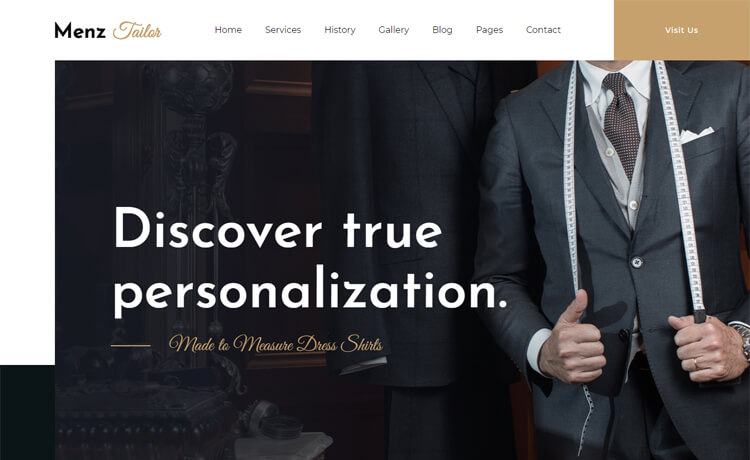 Menz Tailor
Home Services History Gallery Blog Pages Contact
Visit Us
Discover true
personalization.
Made to Measure Dress Shirts